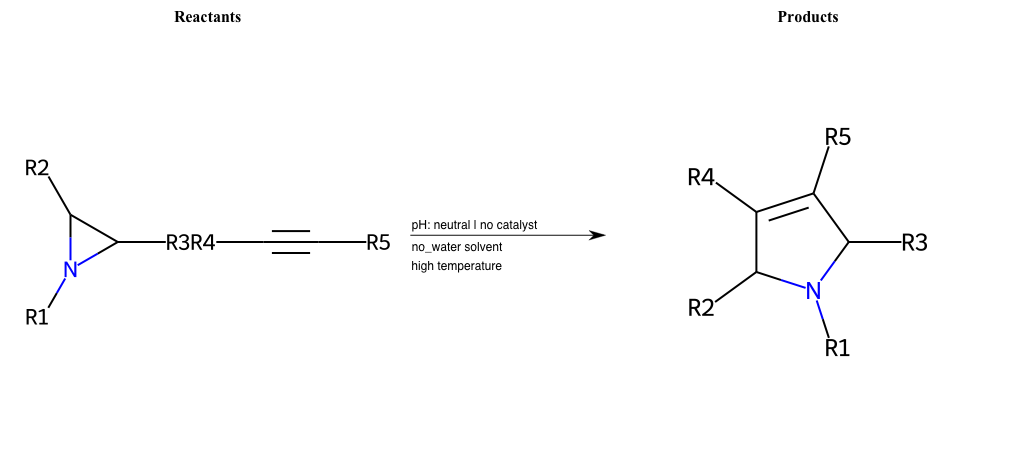 Reactants
Products
R2
R3R4
R5
N
R1
pH: neutral | no catalyst
no_water solvent
high temperature
R5
R4
R3
R2
N
R1